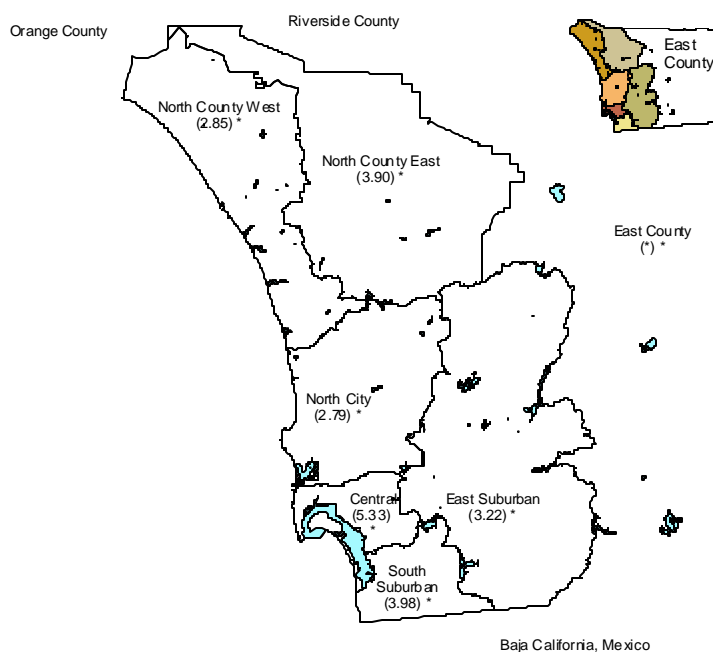 Riverside County
Orange County
East
County
North County West
(2.85) *
North County East
(3.90) *
East County
(*) *
North City
(2.79) *
Central
(5.33)
*
East Suburban
(3.22) *
South
Suburban
(3.98) *
Baja California, Mexico